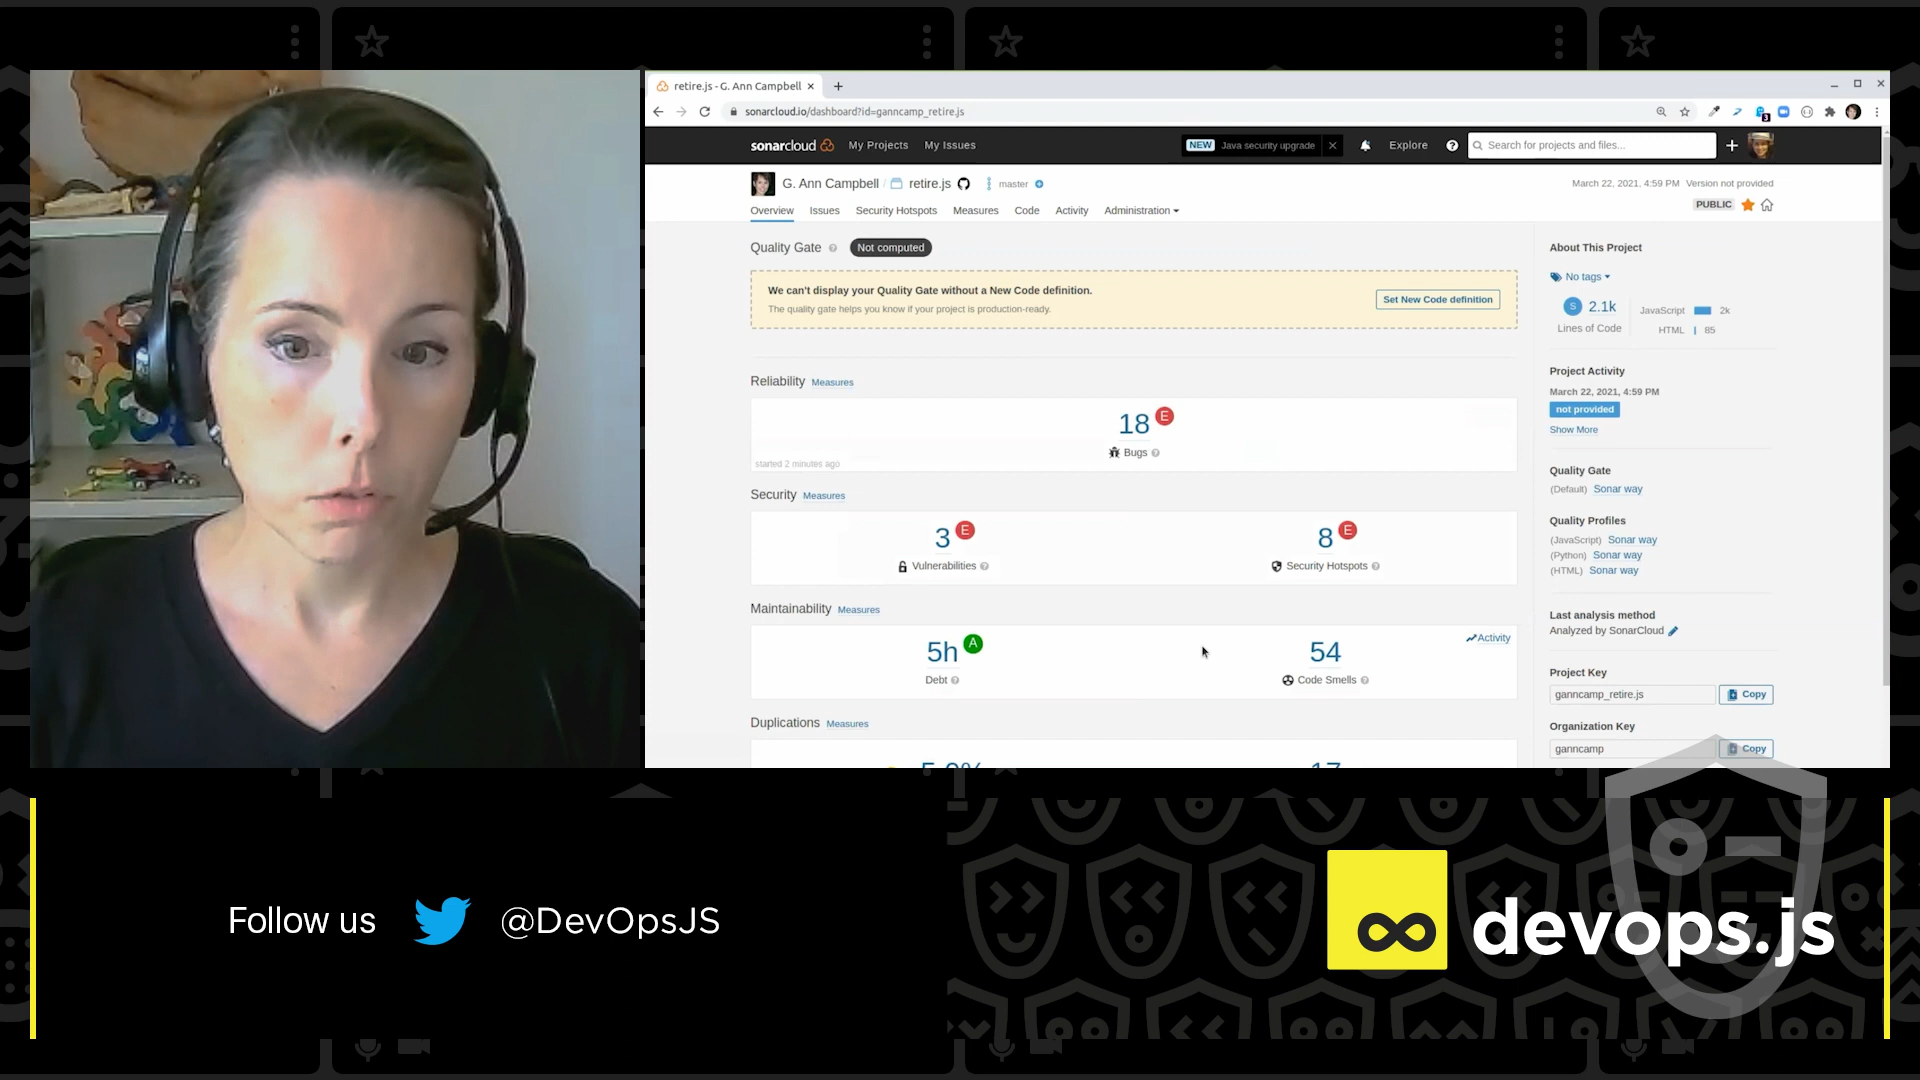 retire.js - G. Ann Campbell
sonarcloud.io/dashboard?id=ganncamp_retire.js
sonarcloud My Projects My Issues NEW Java security upgrade Explore Search for projects and files...
G. Ann Campbell / retire.js master
March 22, 2021, 4:59 PM Version not provided
PUBLIC
Overview Issues Security Hotspots Measures Code Activity Administration
Quality Gate Not computed
We can't display your Quality Gate without a New Code definition.
The quality gate helps you know if your project is production-ready.
Set New Code definition
Reliability Measures
18 E
Bugs
started 2 minutes ago
Security Measures
3 E 8 E
Vulnerabilities Security Hotspots
Maintainability Measures
Activity
5h A 54
Debt Code Smells
Duplications Measures
About This Project
No tags
S 2.1k
Lines of Code
JavaScript 2k
HTML 85
Project Activity
March 22, 2021, 4:59 PM
not provided
Show More
Quality Gate
(Default) Sonar way
Quality Profiles
(JavaScript) Sonar way
(Python) Sonar way
(HTML) Sonar way
Last analysis method
Analyzed by SonarCloud
Project Key
ganncamp_retire.js Copy
Organization Key
ganncamp Copy
Follow us @DevOpsJS
devops.js